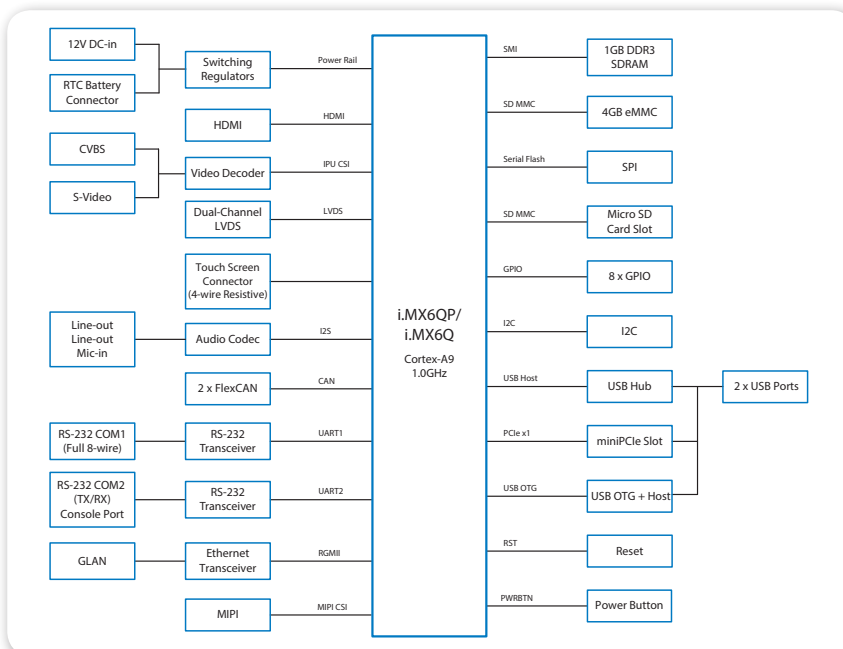 12V DC-in
RTC Battery
Connector
Switching
Regulators
Power Rail
HDMI
HDMI
CVBS
S-Video
Video Decoder
IPU CSI
Dual-Channel
LVDS
LVDS
Touch Screen
Connector
(4-wire Resistive)
Line-out
Line-out
Mic-in
Audio Codec
I2S
2 x FlexCAN
CAN
RS-232 COM1
(Full 8-wire)
RS-232
Transceiver
UART1
RS-232 COM2
(TX/RX)
Console Port
RS-232
Transceiver
UART2
GLAN
Ethernet
Transceiver
RGMII
MIPI
MIPI CSI
i.MX6QP/
i.MX6Q
Cortex-A9
1.0GHz
SMI
1GB DDR3
SDRAM
SD MMC
4GB eMMC
Serial Flash
SPI
SD MMC
Micro SD
Card Slot
GPIO
8 x GPIO
I2C
I2C
USB Host
USB Hub
2 x USB Ports
PCIe x1
miniPCIe Slot
USB OTG
USB OTG + Host
RST
Reset
PWRBTN
Power Button